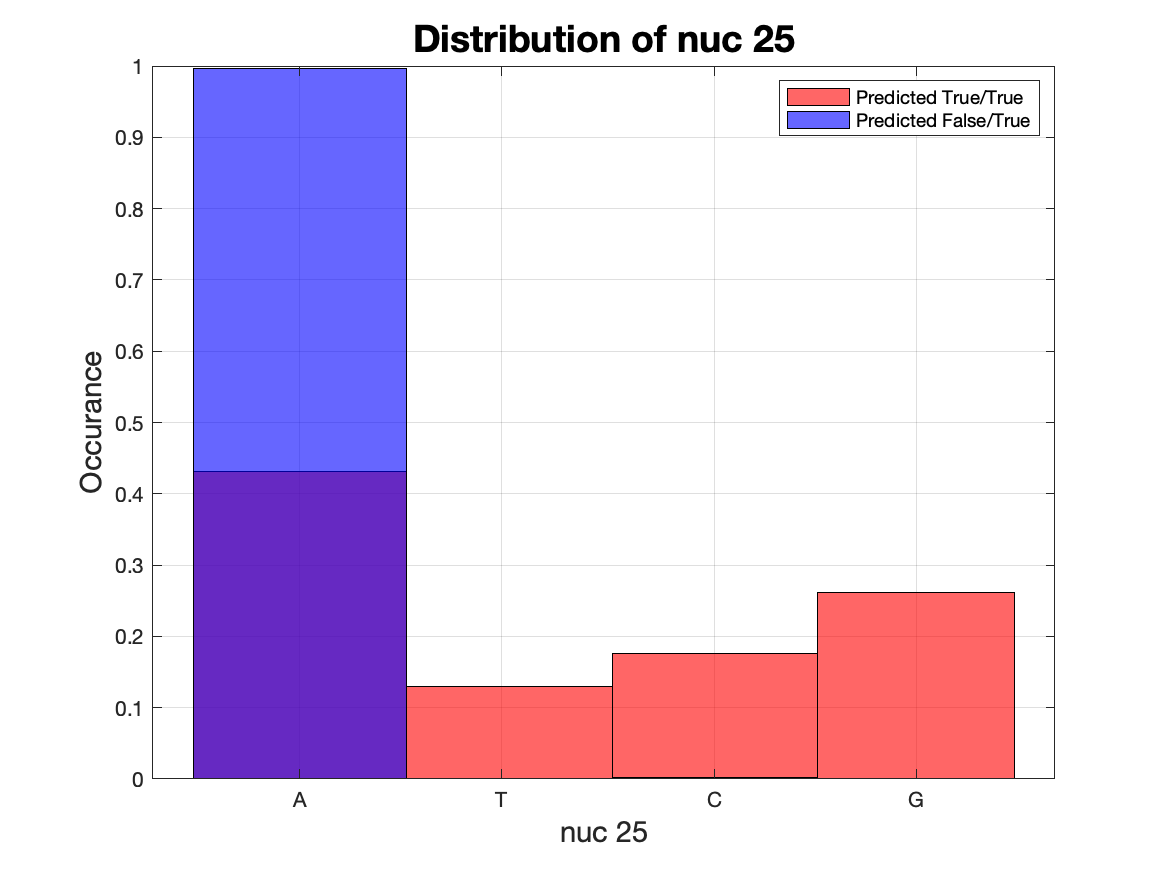 Distribution of nuc 25
Predicted True/True
Predicted False/True
1
0.9
0.8
0.7
0.6
0.5
0.4
0.3
0.2
0.1
0
Occurance
A T C G
nuc 25